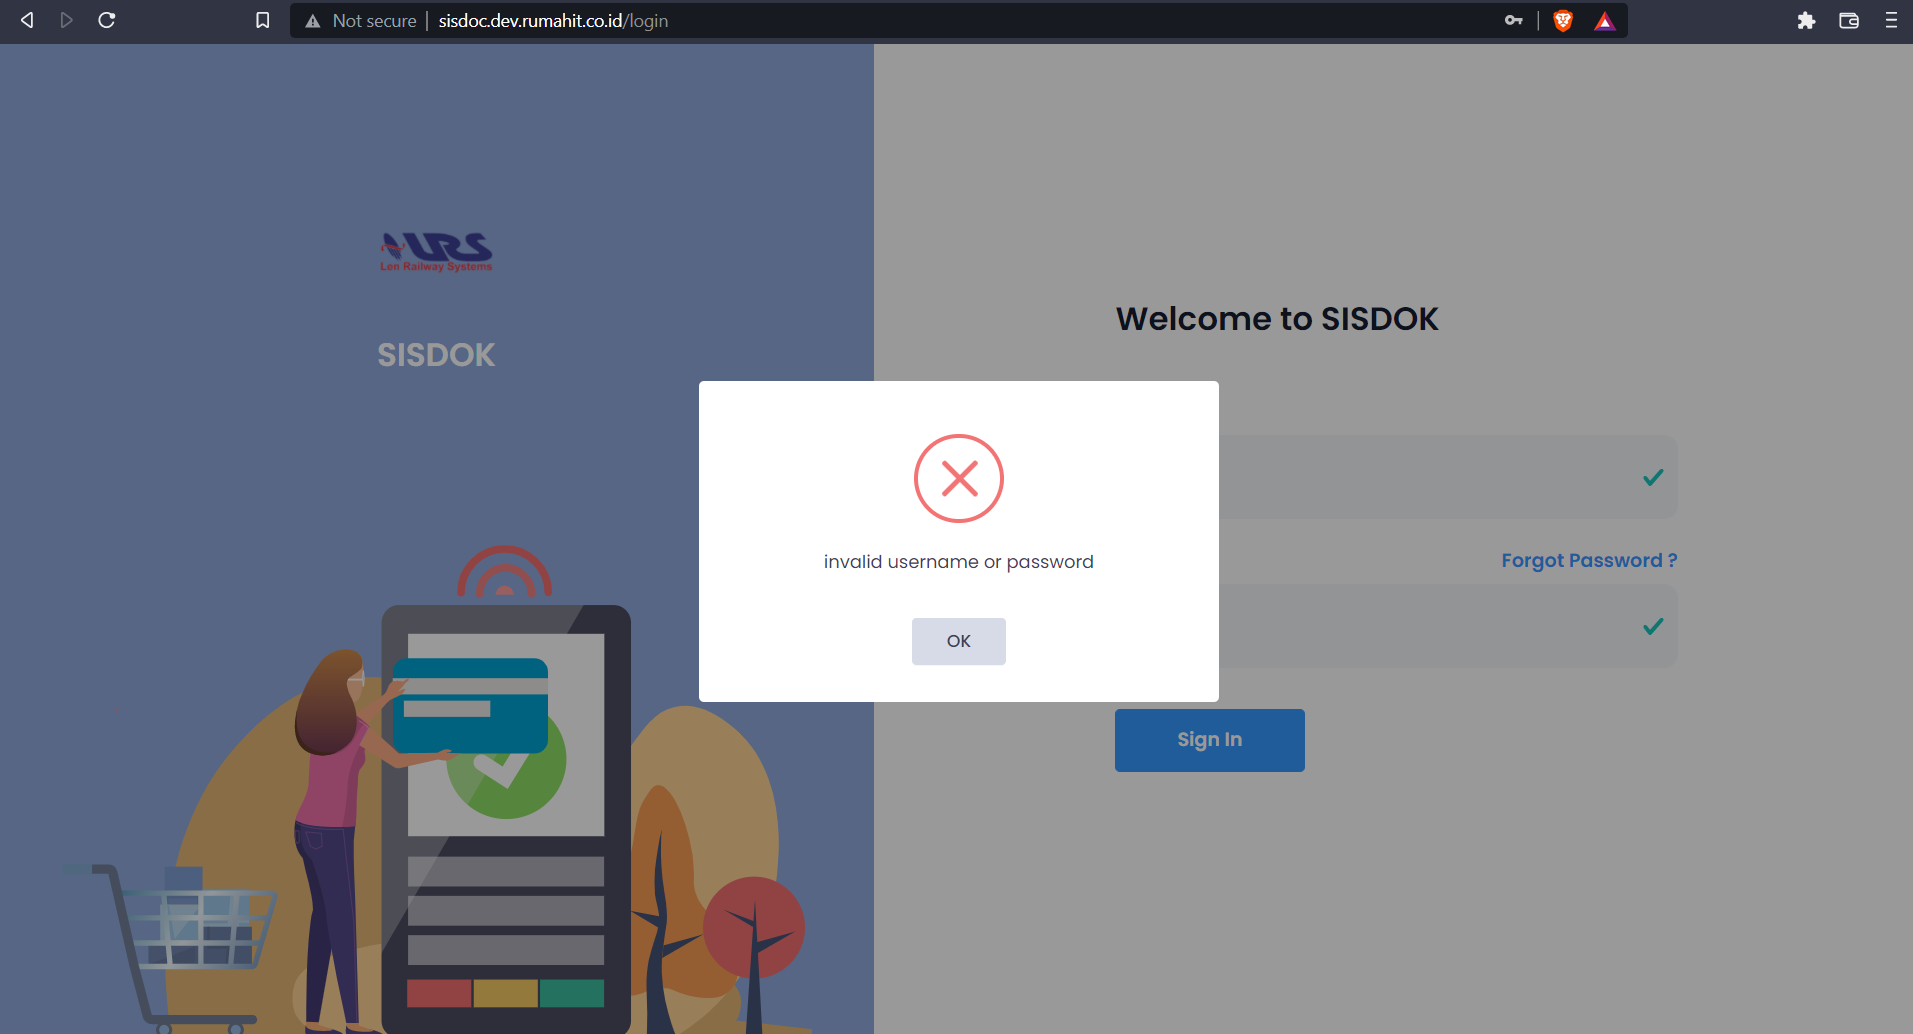 Not secure | sisdoc.dev.rumahit.co.id/login
LRS
Len Railway Systems
SISDOK
Welcome to SISDOK
invalid username or password
Forgot Password ?
OK
Sign In